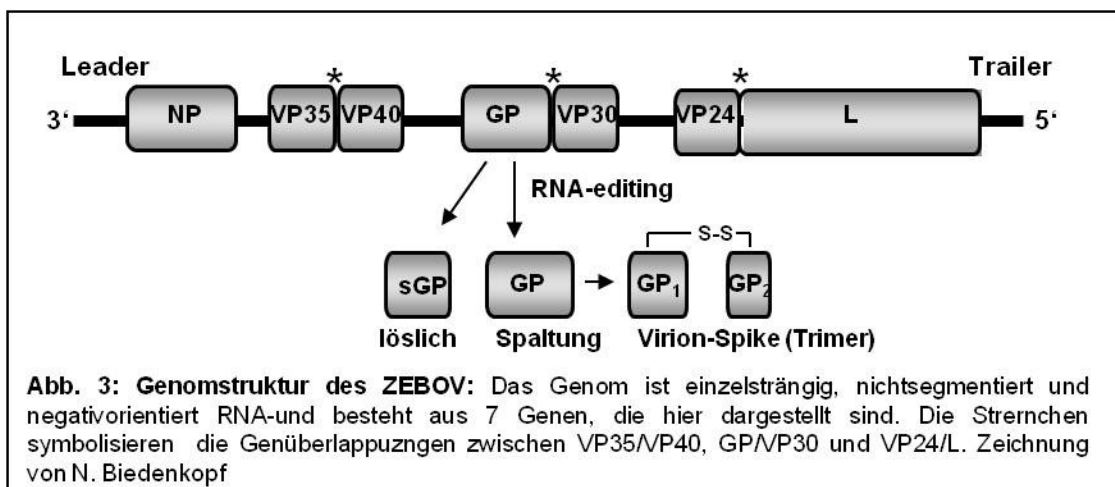 Leader Trailer
* * *
3‘ NP VP35 VP40 GP VP30 VP24 L 5‘
RNA-editing
S-S
sGP GP GP₁ GP₂
löslich Spaltung Virion-Spike (Trimer)
Abb. 3: Genomstruktur des ZEBOV: Das Genom ist einzelsträngig, nichtsegmentiert und
negativorientiert RNA-und besteht aus 7 Genen, die hier dargestellt sind. Die Strernchen
symbolisieren die Genüberlappuzngen zwischen VP35/VP40, GP/VP30 und VP24/L. Zeichnung
von N. Biedenkopf